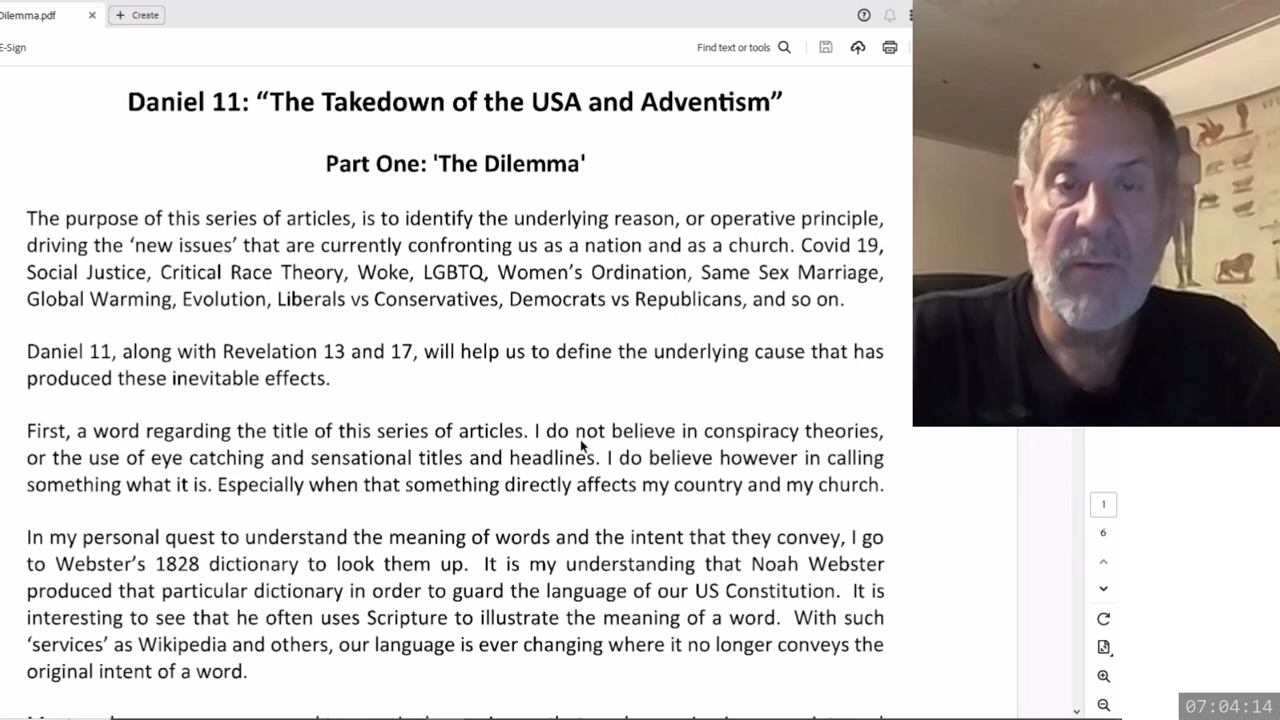 Dilemma.pdf
Create
E-Sign
Find text or tools
Daniel 11: “The Takedown of the USA and Adventism”
Part One: 'The Dilemma'
The purpose of this series of articles, is to identify the underlying reason, or operative principle,
driving the ‘new issues’ that are currently confronting us as a nation and as a church. Covid 19,
Social Justice, Critical Race Theory, Woke, LGBTQ, Women’s Ordination, Same Sex Marriage,
Global Warming, Evolution, Liberals vs Conservatives, Democrats vs Republicans, and so on.
Daniel 11, along with Revelation 13 and 17, will help us to define the underlying cause that has
produced these inevitable effects.
First, a word regarding the title of this series of articles. I do not believe in conspiracy theories,
or the use of eye catching and sensational titles and headlines. I do believe however in calling
something what it is. Especially when that something directly affects my country and my church.
In my personal quest to understand the meaning of words and the intent that they convey, I go
to Webster’s 1828 dictionary to look them up. It is my understanding that Noah Webster
produced that particular dictionary in order to guard the language of our US Constitution. It is
interesting to see that he often uses Scripture to illustrate the meaning of a word. With such
‘services’ as Wikipedia and others, our language is ever changing where it no longer conveys the
original intent of a word.
1
6
07:04:14